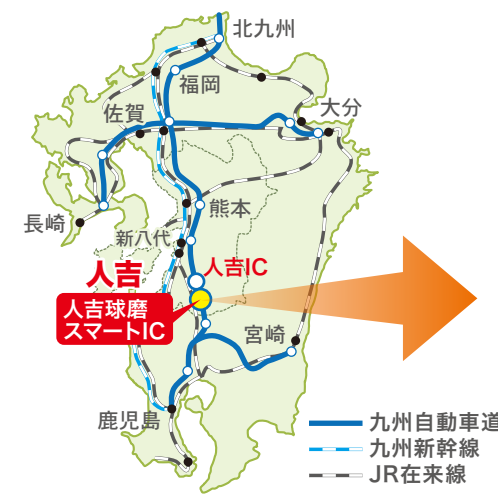 北九州
福岡
佐賀
大分
長崎
熊本
新八代
人吉
人吉IC
人吉球磨
スマートIC
宮崎
鹿児島
九州自動車道
九州新幹線
JR在来線